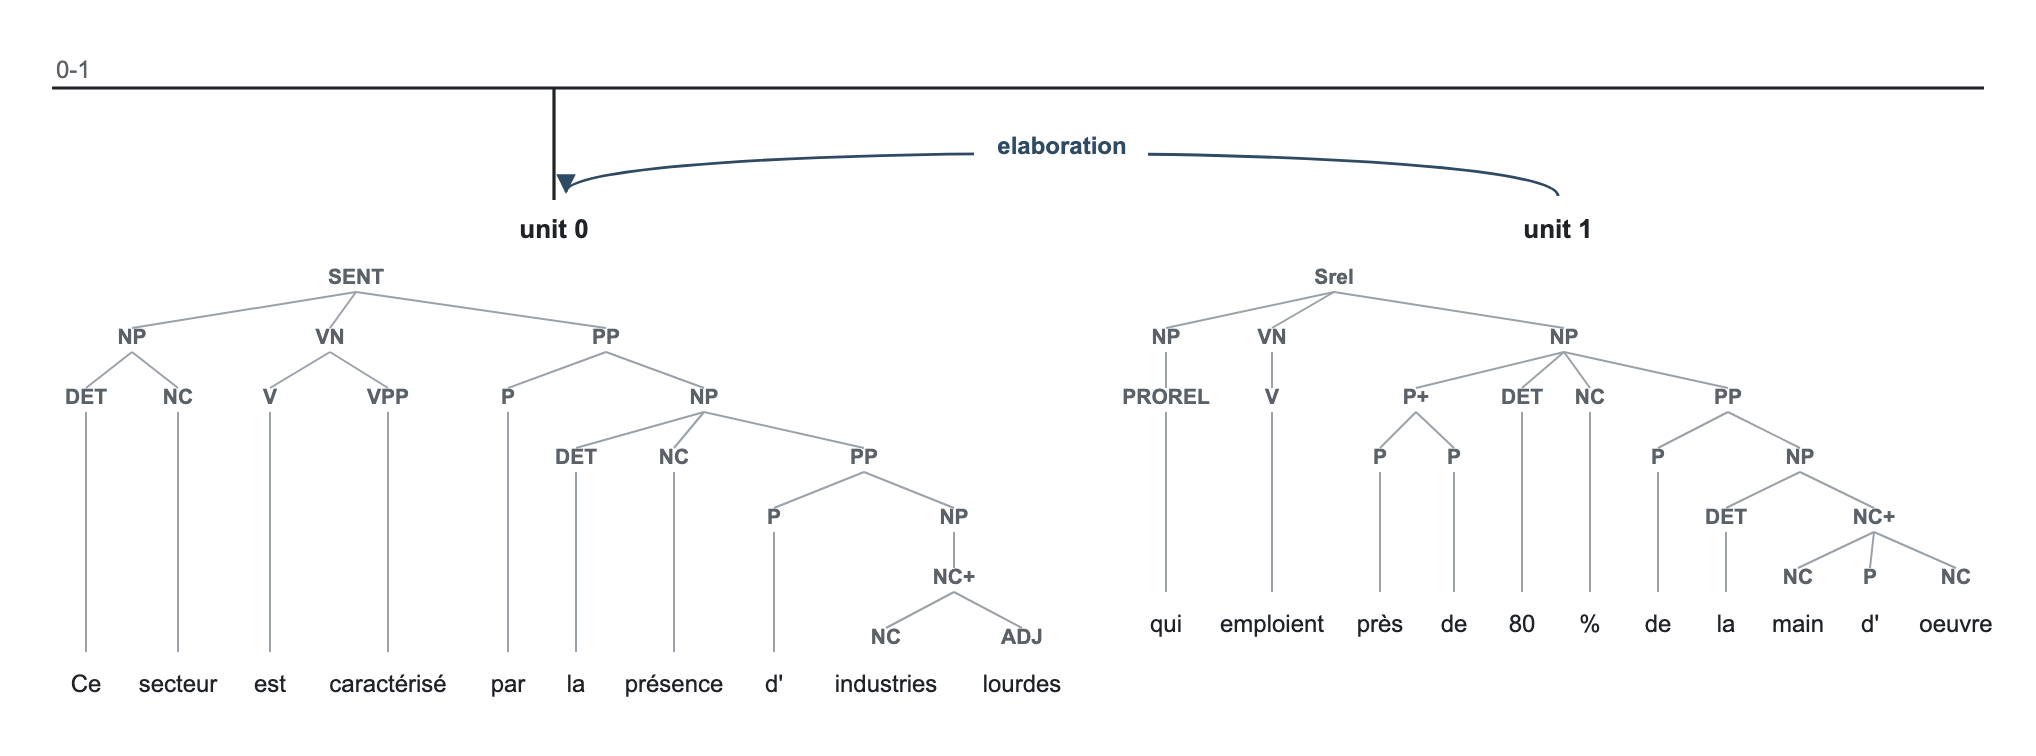 0-1
elaboration
unit 0 unit 1
SENT Srel
NP VN PP NP VN NP
DET NC V VPP P NP PROREL V P+ DET NC PP
DET NC PP P P P NP
P NP DET NC+
NC+ NC P NC
qui emploient près de 80 % de la main d' oeuvre
NC ADJ
Ce secteur est caractérisé par la présence d' industries lourdes